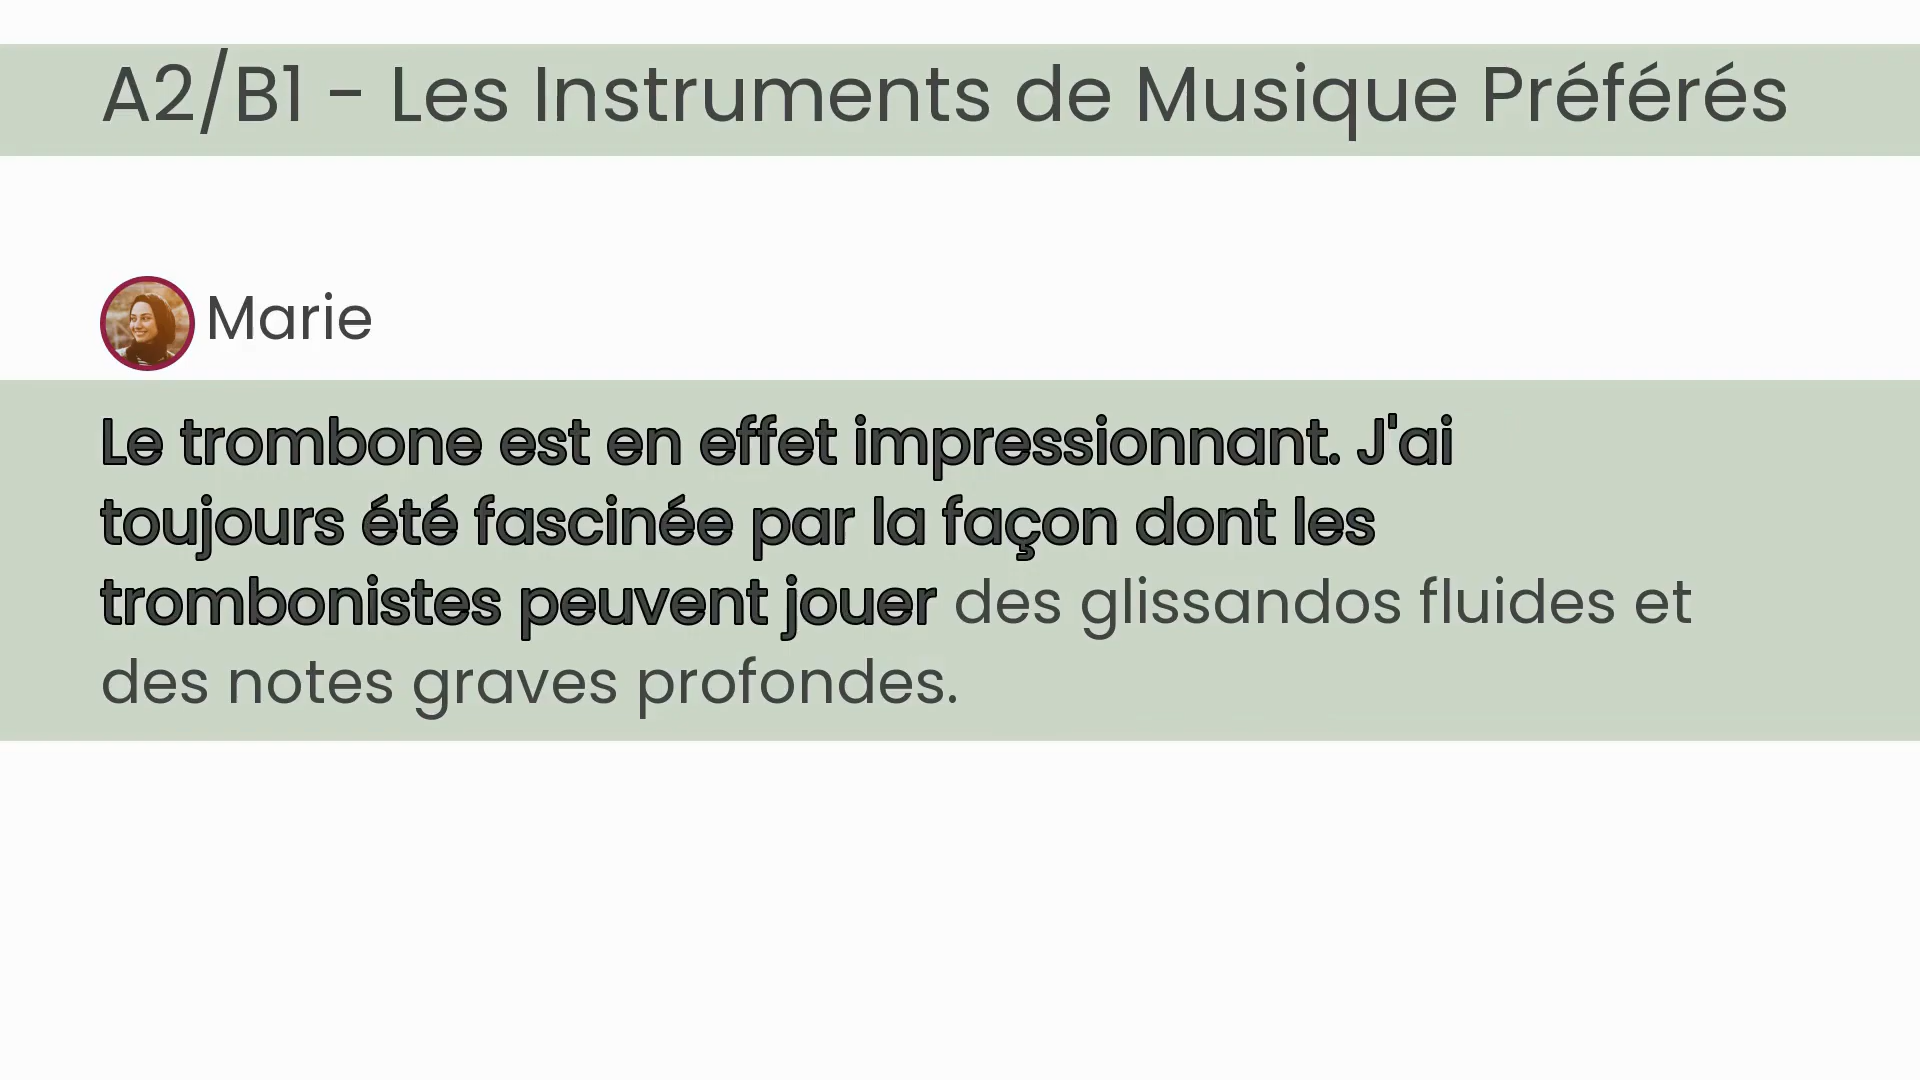 A2/B1 - Les Instruments de Musique Préférés
Marie
Le trombone est en effet impressionnant. J'ai
toujours été fascinée par la façon dont les
trombonistes peuvent jouer des glissandos fluides et
des notes graves profondes.